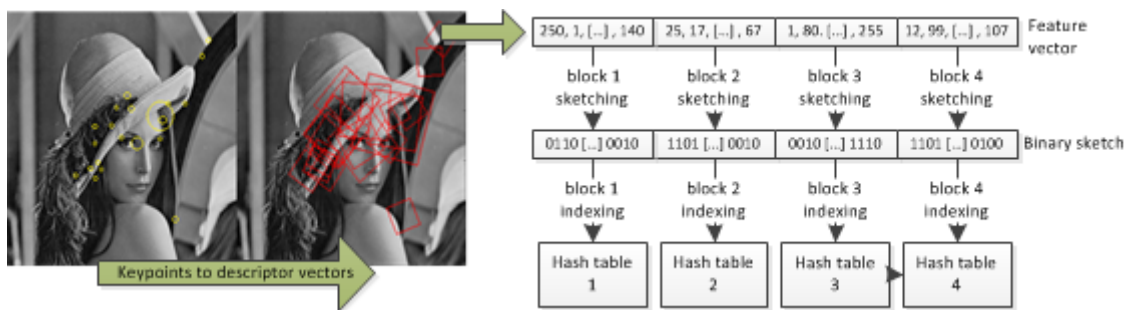 250, 1, [...] , 140 25, 17, [...] , 67 1, 80. [...] , 255 12, 99, [...] , 107
Feature
vector
block 1 block 2 block 3 block 4
sketching sketching sketching sketching
0110 [...] 0010 1101 [...] 0010 0010 [...] 1110 1101 [...] 0100
Binary sketch
block 1 block 2 block 3 block 4
indexing indexing indexing indexing
Hash table Hash table Hash table Hash table
1 2 3 4
Keypoints to descriptor vectors